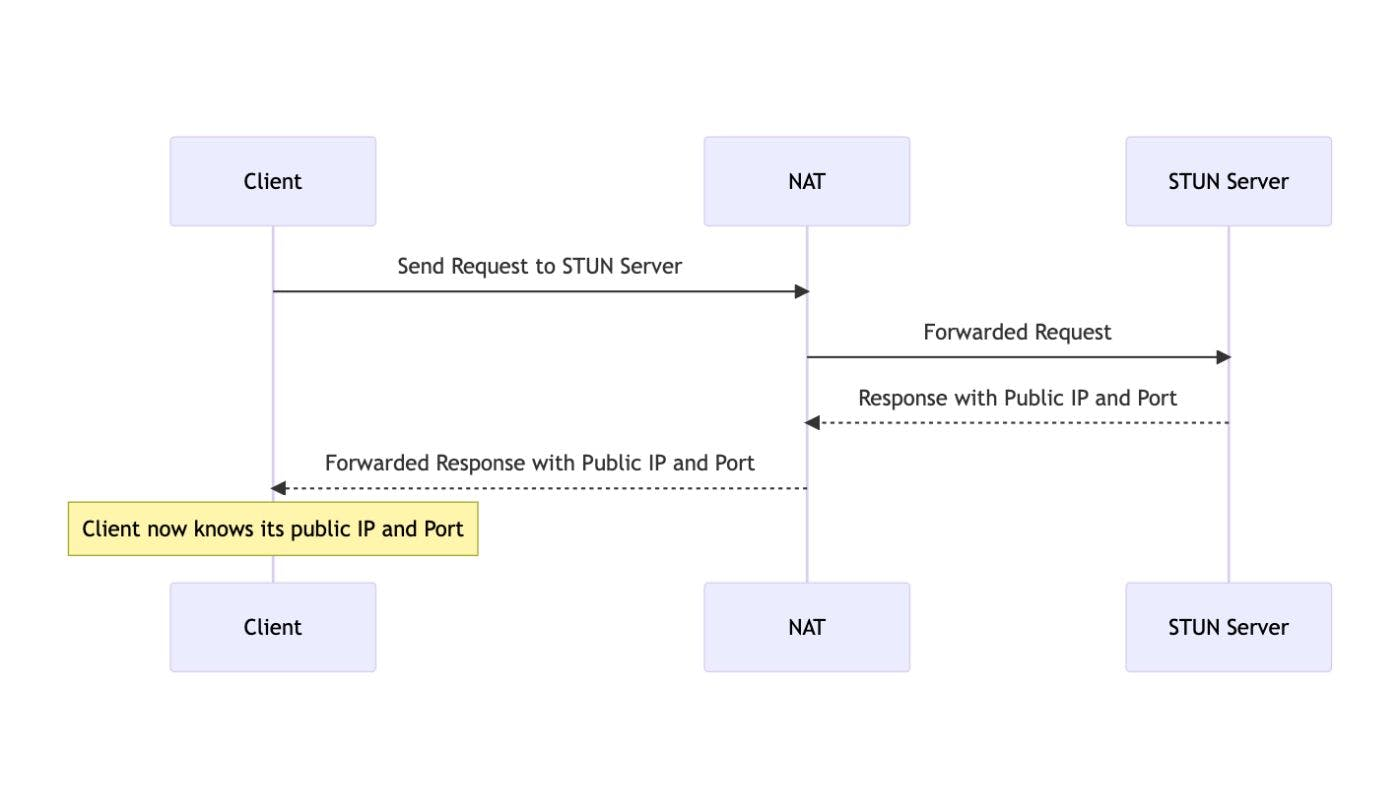 Client
NAT
STUN Server
Send Request to STUN Server
Forwarded Request
Response with Public IP and Port
Forwarded Response with Public IP and Port
Client now knows its public IP and Port
Client
NAT
STUN Server